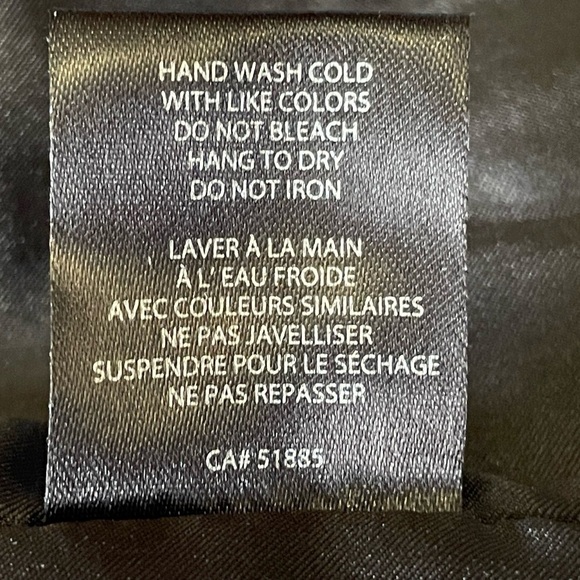 HAND WASH COLD
WITH LIKE COLORS
DO NOT BLEACH
HANG TO DRY
DO NOT IRON
LAVER À LA MAIN
À L'EAU FROIDE
AVEC COULEURS SIMILAIRES
NE PAS JAVELLISER
SUSPENDRE POUR LE SÉCHAGE
NE PAS REPASSER
CA# 51885